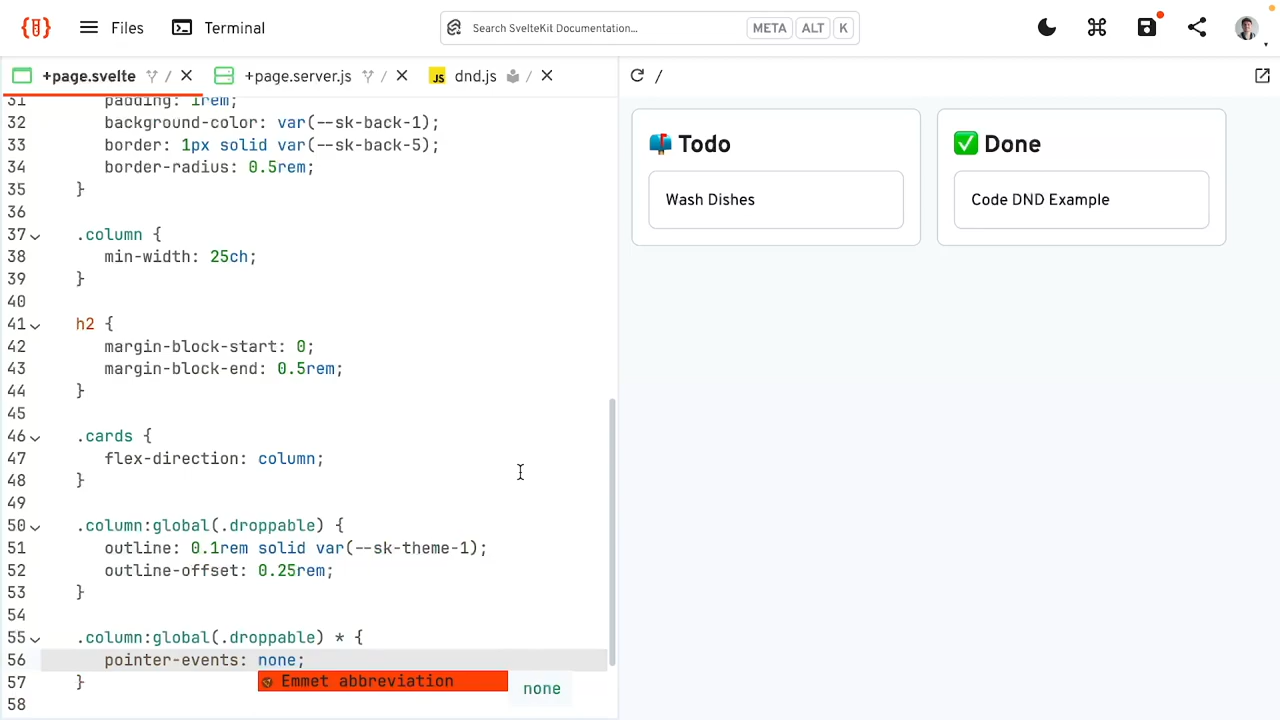 Files
Terminal
Search SvelteKit Documentation...
META
ALT
K
+page.svelte /
+page.server.js /
JS dnd.js /
/
31 padding: 1rem;
32 background-color: var(--sk-back-1);
33 border: 1px solid var(--sk-back-5);
34 border-radius: 0.5rem;
35 }
36
37 .column {
38 min-width: 25ch;
39 }
40
41 h2 {
42 margin-block-start: 0;
43 margin-block-end: 0.5rem;
44 }
45
46 .cards {
47 flex-direction: column;
48 }
49
50 .column:global(.droppable) {
51 outline: 0.1rem solid var(--sk-theme-1);
52 outline-offset: 0.25rem;
53 }
54
55 .column:global(.droppable) * {
56 pointer-events: none;
57 }
Emmet abbreviation
none
58
Todo
Wash Dishes
Done
Code DND Example